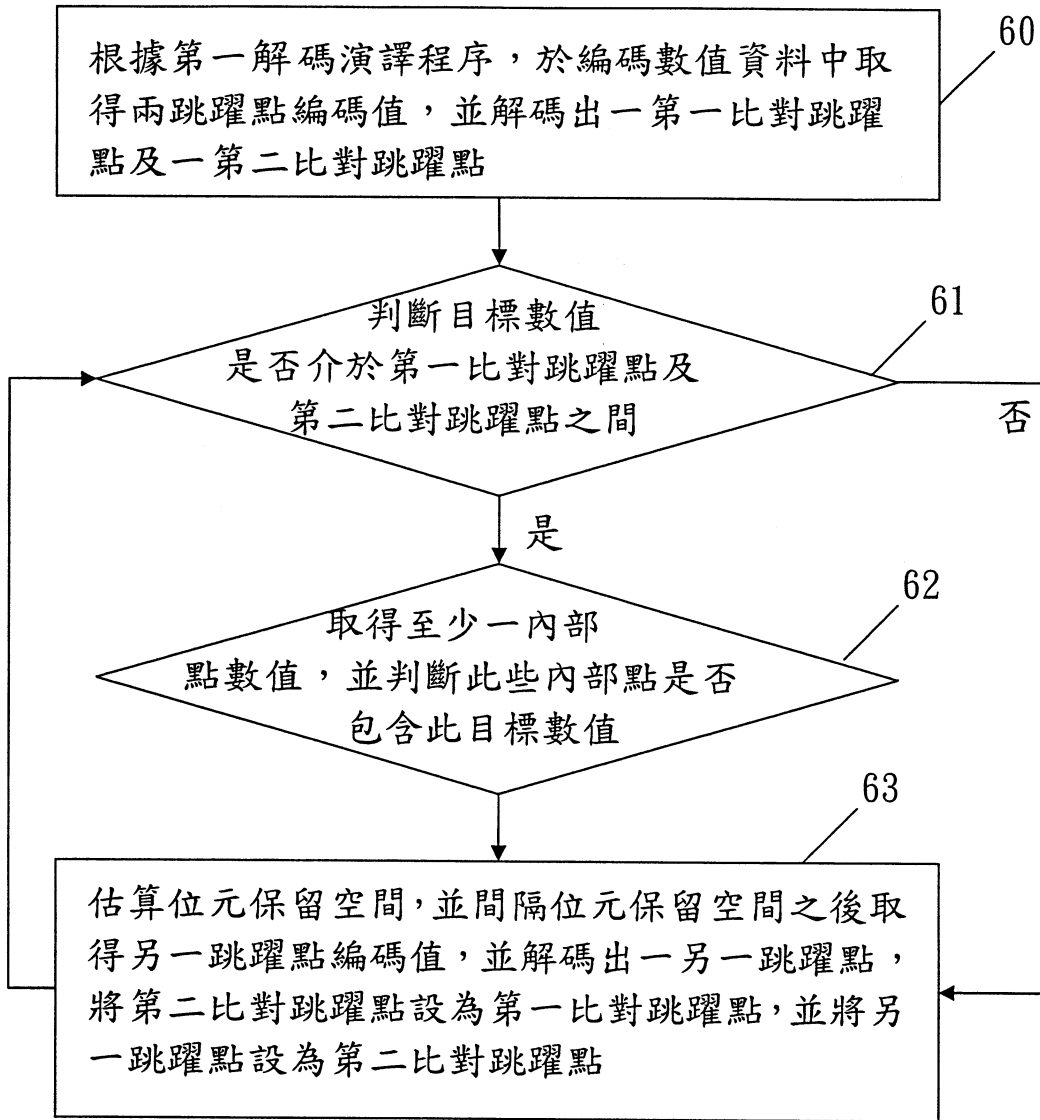 60
根據第一解碼演譯程序，於編碼數值資料中取
得兩跳躍點編碼值，並解碼出一第一比對跳躍
點及一第二比對跳躍點
61
判斷目標數值
是否介於第一比對跳躍點及
第二比對跳躍點之間
否
是
62
取得至少一內部
點數值，並判斷此些內部點是否
包含此目標數值
63
估算位元保留空間，並間隔位元保留空間之後取
得另一跳躍點編碼值，並解碼出一另一跳躍點，
將第二比對跳躍點設為第一比對跳躍點，並將另
一跳躍點設為第二比對跳躍點